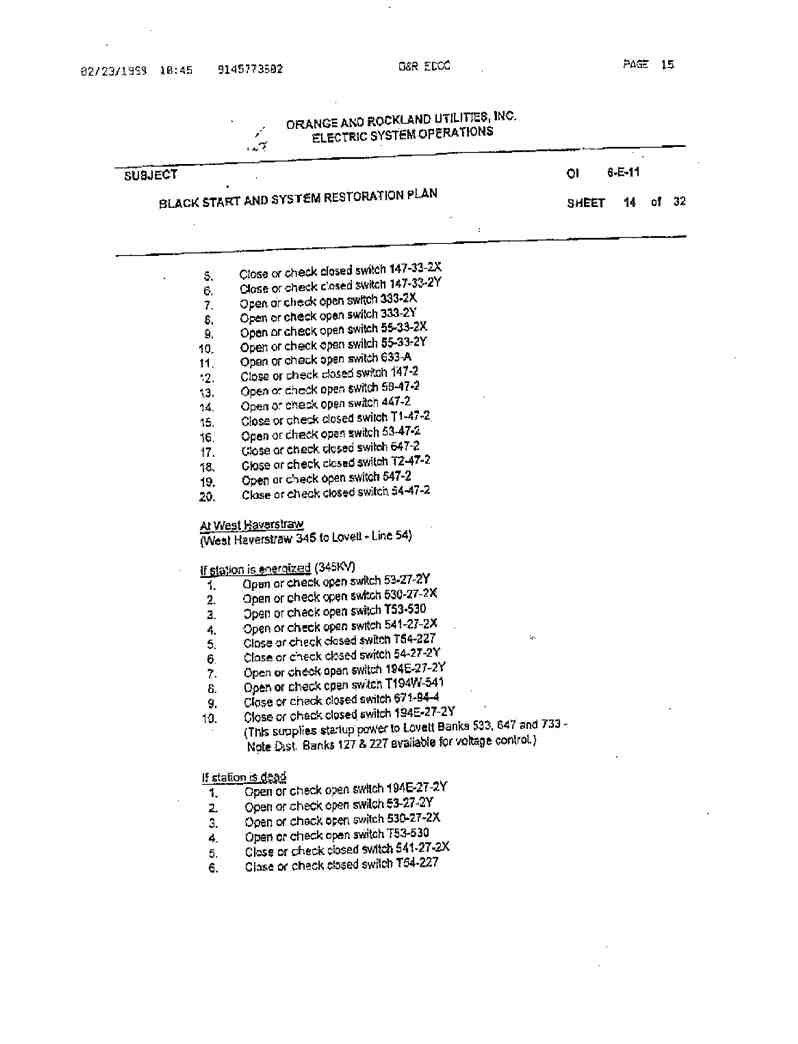 02/23/1999 10:45 9145773502 O&R EDCC PAGE 15
ORANGE AND ROCKLAND UTILITIES, INC.
ELECTRIC SYSTEM OPERATIONS
SUBJECT OI 6-E-11
BLACK START AND SYSTEM RESTORATION PLAN SHEET 14 of 32
5. Close or check closed switch 147-33-2X
6. Close or check closed switch 147-33-2Y
7. Open or check open switch 333-2X
8. Open or check open switch 333-2Y
9. Open or check open switch 55-33-2X
10. Open or check open switch 55-33-2Y
11. Open or check open switch 633-A
12. Close or check closed switch 147-2
13. Open or check open switch 58-47-2
14. Open or check open switch 447-2
15. Close or check closed switch T1-47-2
16. Open or check open switch 53-47-2
17. Close or check closed switch 647-2
18. Close or check closed switch T2-47-2
19. Open or check open switch 547-2
20. Close or check closed switch 54-47-2
At West Haverstraw
(West Haverstraw 345 to Lovett - Line 54)
If station is energized (345KV)
1. Open or check open switch 53-27-2Y
2. Open or check open switch 530-27-2X
3. Open or check open switch T53-530
4. Open or check open switch 541-27-2X
5. Close or check closed switch T54-227
6. Close or check closed switch 54-27-2Y
7. Open or check open switch 194E-27-2Y
8. Open or check open switch T194W-541
9. Close or check closed switch 671-94-4
10. Close or check closed switch 194E-27-2Y
(This supplies startup power to Lovett Banks 533, 647 and 733 -
Note Dist. Banks 127 & 227 available for voltage control.)
If station is dead
1. Open or check open switch 194E-27-2Y
2. Open or check open switch 53-27-2Y
3. Open or check open switch 530-27-2X
4. Open or check open switch T53-530
5. Close or check closed switch 541-27-2X
6. Close or check closed switch T54-227